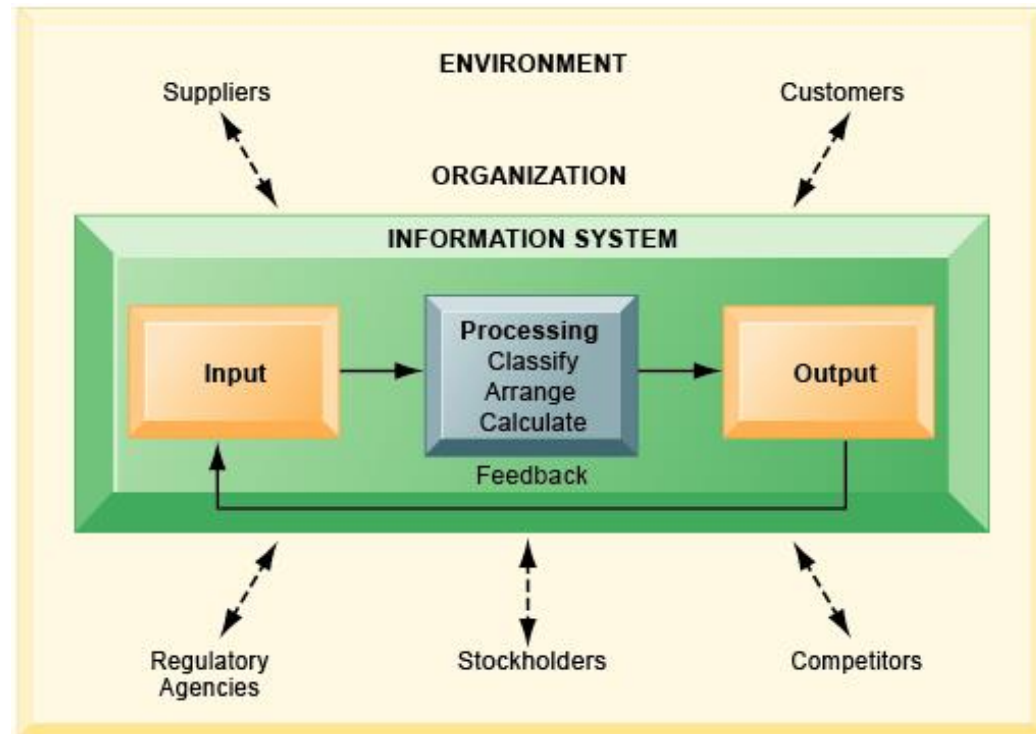 ENVIRONMENT
Suppliers
Customers
ORGANIZATION
INFORMATION SYSTEM
Input
Processing
Classify
Arrange
Calculate
Output
Feedback
Regulatory
Agencies
Stockholders
Competitors